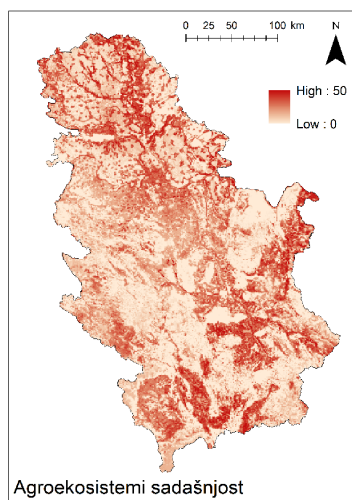 0 25 50 100 km
N
High : 50
Low : 0
Agroekosistemi sadašnjost